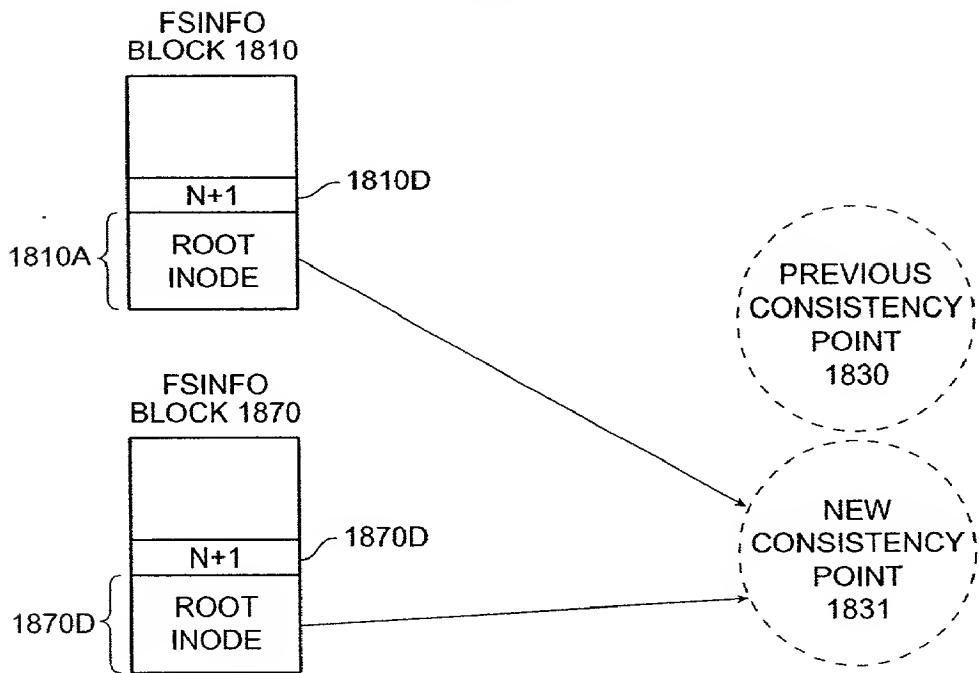 FSINFO
BLOCK 1810
N+1
1810D
1810A
ROOT
INODE
PREVIOUS
CONSISTENCY
POINT
1830
FSINFO
BLOCK 1870
N+1
1870D
1870D
ROOT
INODE
NEW
CONSISTENCY
POINT
1831